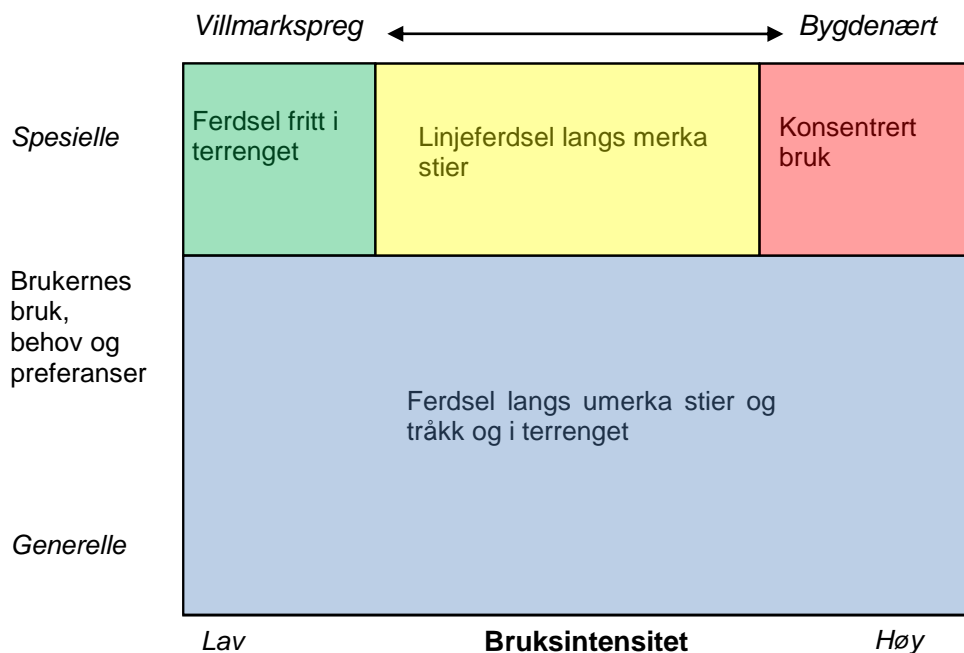 Villmarkspreg
Bygdenært
Spesielle
Ferdsel fritt i
terrenget
Linjeferdsel langs merka
stier
Konsentrert
bruk
Brukernes
bruk,
behov og
preferanser
Ferdsel langs umerka stier og
tråkk og i terrenget
Generelle
Lav
Bruksintensitet
Høy